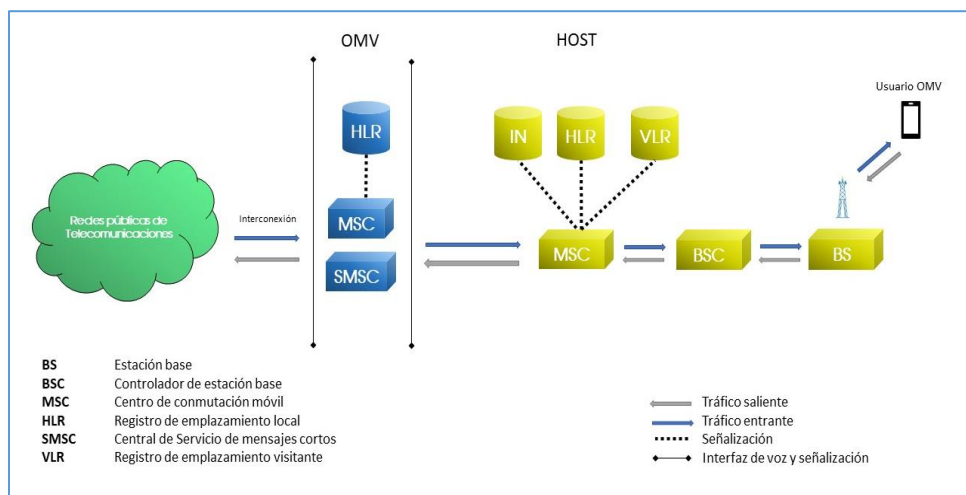 OMV
HOST
Usuario OMV
HLR
IN
HLR
VLR
Redes públicas de
Telecomunicaciones
Interconexión
MSC
SMSC
MSC
BSC
BS
BS Estación base
BSC Controlador de estación base
MSC Centro de conmutación móvil
HLR Registro de emplazamiento local
SMSC Central de Servicio de mensajes cortos
VLR Registro de emplazamiento visitante
Tráfico saliente
Tráfico entrante
Señalización
Interfaz de voz y señalización